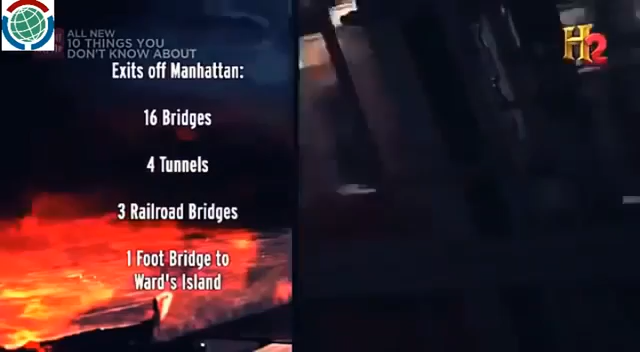 ALL NEW
10 THINGS YOU
DON'T KNOW ABOUT
H2
Exits off Manhattan:
16 Bridges
4 Tunnels
3 Railroad Bridges
1 Foot Bridge to
Ward's Island